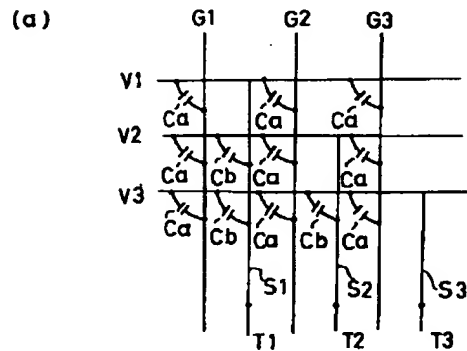 (a)
G1 G2 G3
V1
Ca Ca Ca
V2
Ca Cb Ca Ca
V3
Ca Cb Ca Cb Ca
S1 S2 S3
T1 T2 T3